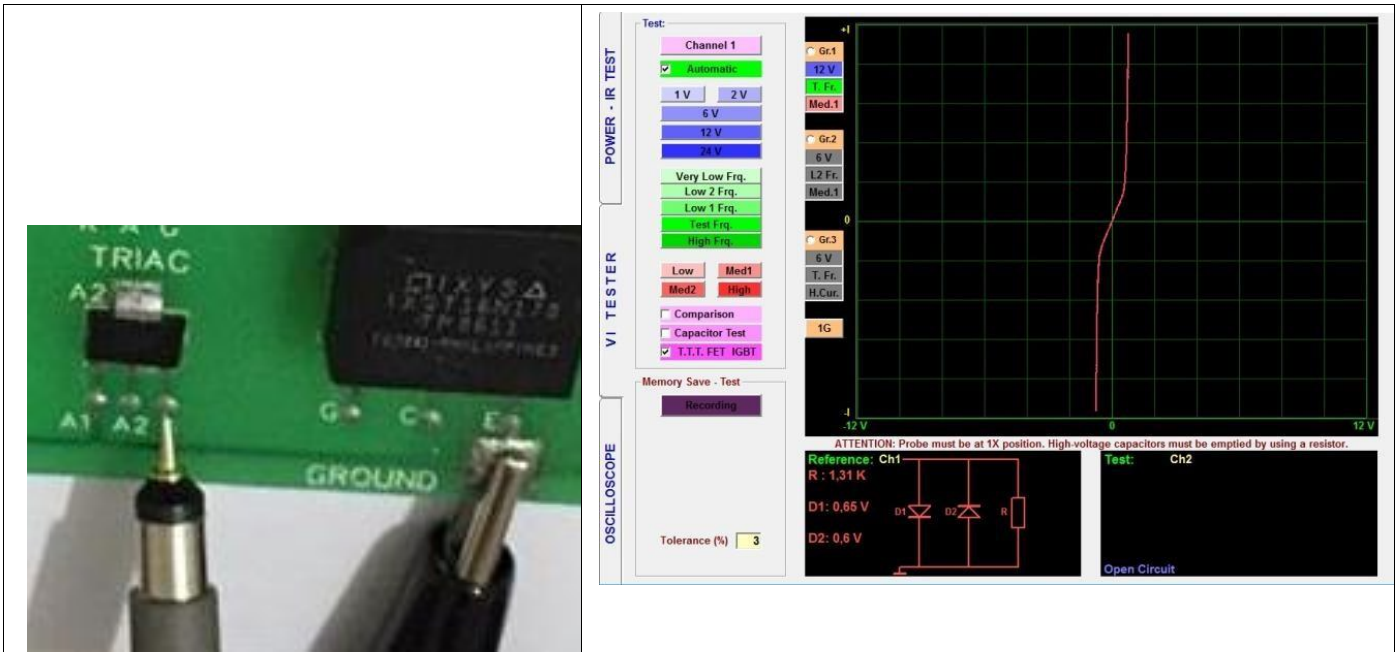 K A G
TRIAC
A2
IXYS
A1 A2
G C E
GROUND
POWER - IR TEST
VI TESTER
OSCILLOSCOPE
Test:
Channel 1
Automatic
1 V 2 V
6 V
12 V
24 V
Very Low Frq.
Low 2 Frq.
Low 1 Frq.
Test Frq.
High Frq.
Low Med1
Med2 High
Comparison
Capacitor Test
T.T.T. FET IGBT
Memory Save - Test
Recording
Tolerance (%) 3
Gr.1
12 V
T. Fr.
Med.1
Gr.2
6 V
L2 Fr.
Med.1
Gr.3
6 V
T. Fr.
H.Cur.
1G
+I
0
-I
-12 V 0 12 V
ATTENTION: Probe must be at 1X position. High-voltage capacitors must be emptied by using a resistor.
Reference: Ch1
R : 1,31 K
D1: 0,65 V
D2: 0,6 V
D1 D2 R
Test: Ch2
Open Circuit